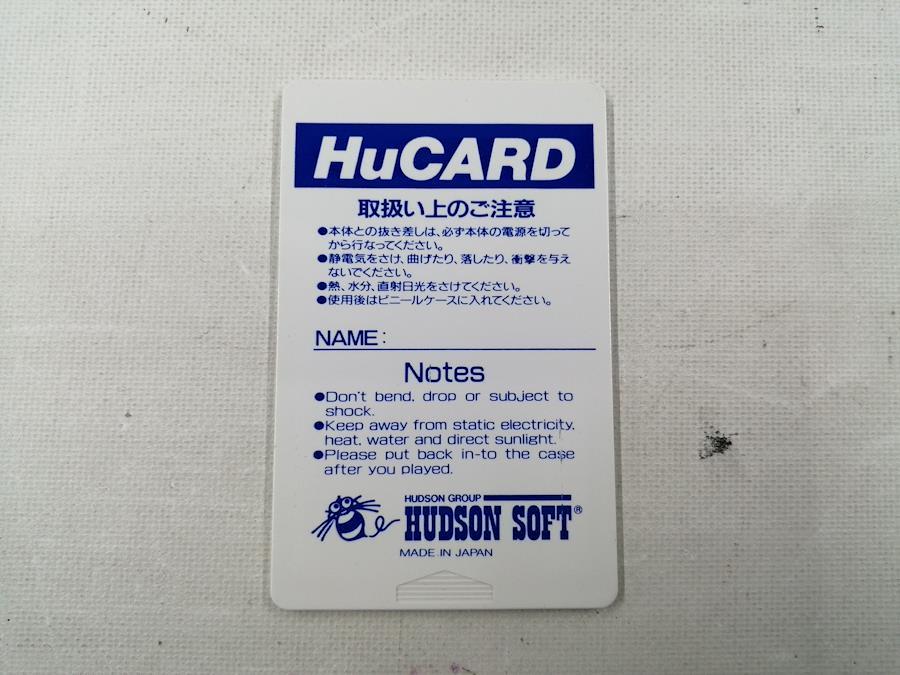 HuCARD
取扱い上のご注意
●本体との抜き差しは、必ず本体の電源を切って
から行なってください。
●静電気をさけ、曲げたり、落したり、衝撃を与え
ないでください。
●熱、水分、直射日光をさけてください。
●使用後はビニールケースに入れてください。
NAME:
Notes
●Don't bend, drop or subject to
shock.
●Keep away from static electricity,
heat, water and direct sunlight.
●Please put back in-to the case
after you played.
HUDSON GROUP
HUDSON SOFT®
MADE IN JAPAN